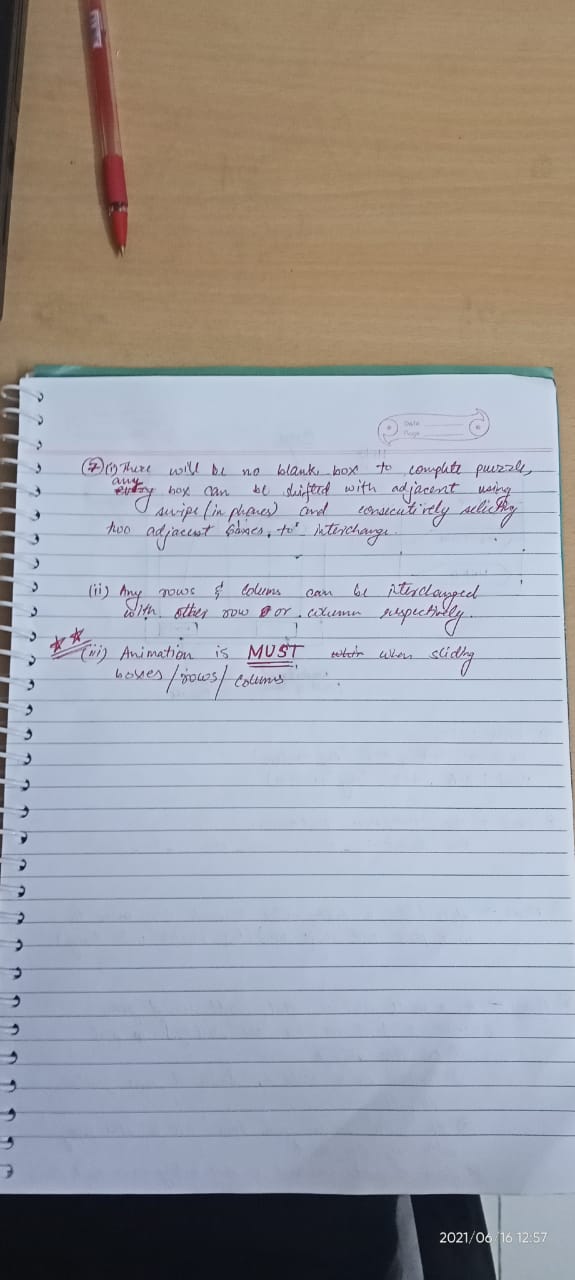 Date
Page
(7) (i) There will be no blank box to complete puzzle,
any
every box can be shifted with adjacent using
swipe (in phones) and consecutively selecting
two adjacent boxes, to interchange.
(ii) Any rows & colums can be interchanged
with other row or column respectively.
(iii) Animation is MUST when sliding
boxes/rows/colums
2021/06/16 12:57